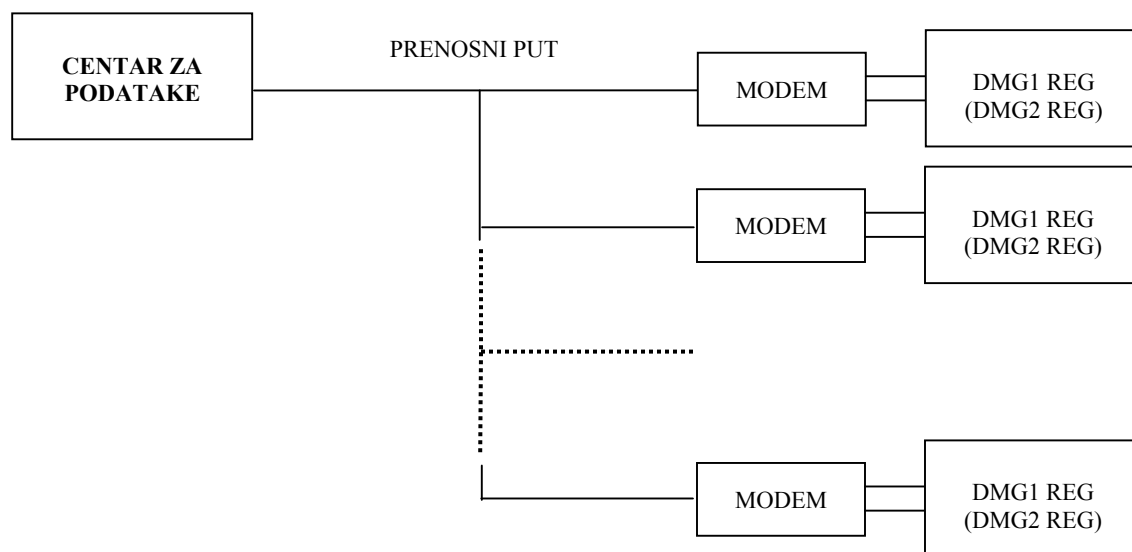 CENTAR ZA
PODATAKE
PRENOSNI PUT
MODEM
DMG1 REG
(DMG2 REG)
MODEM
DMG1 REG
(DMG2 REG)
MODEM
DMG1 REG
(DMG2 REG)